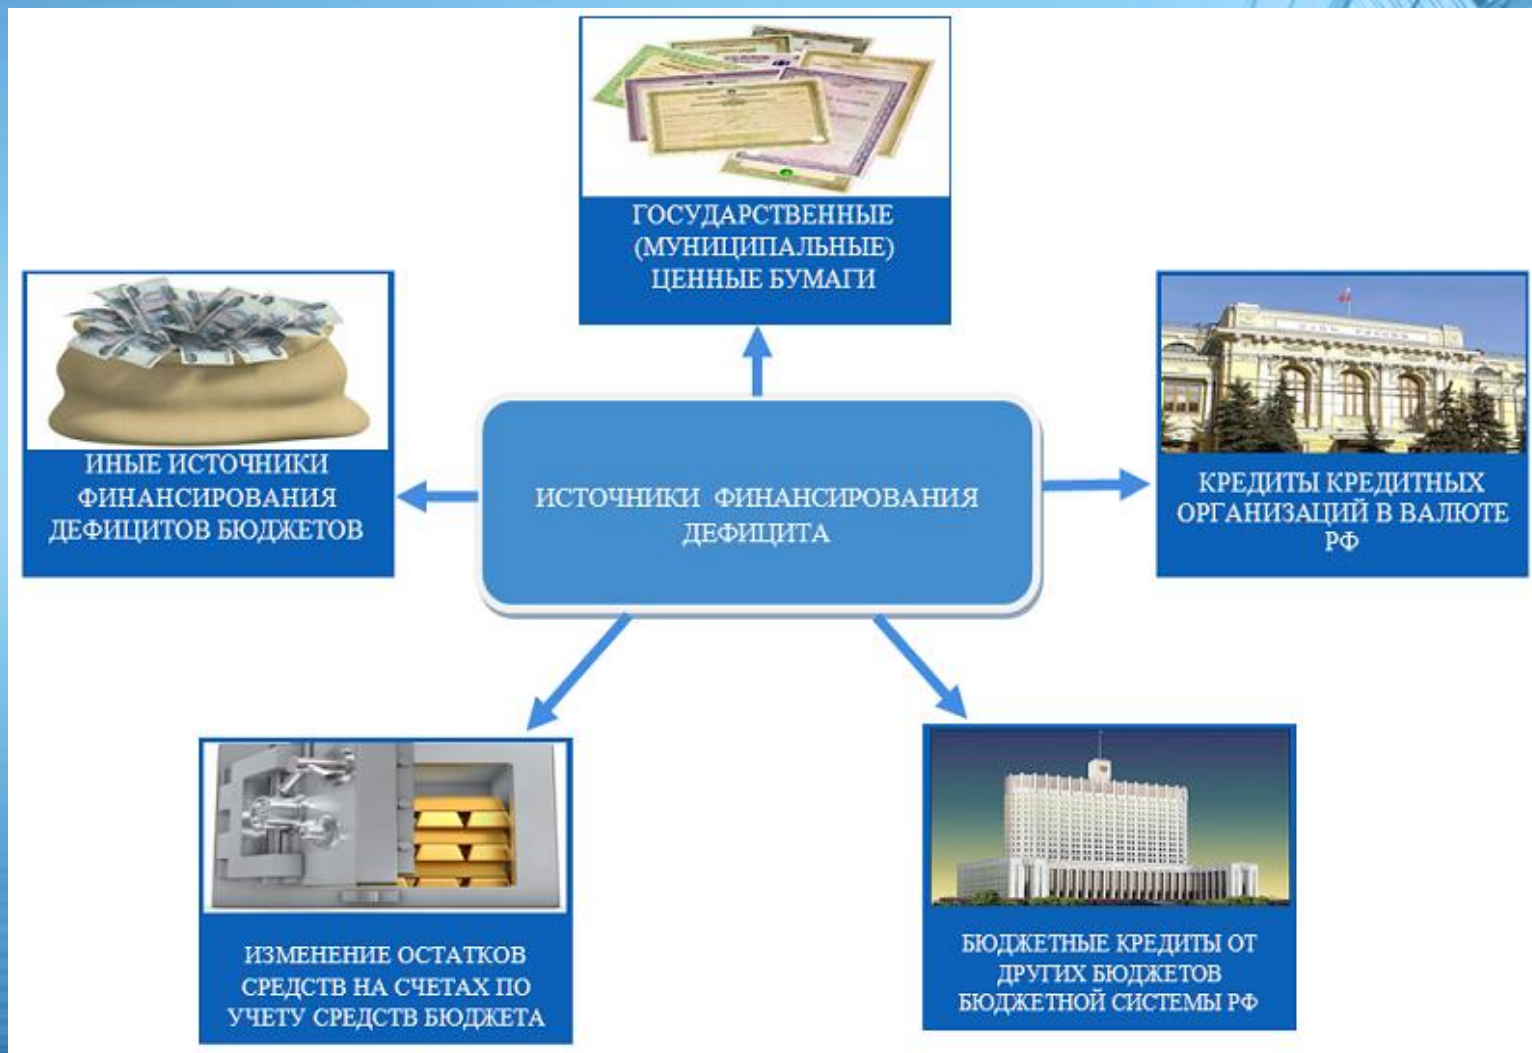 ГОСУДАРСТВЕННЫЕ
(МУНИЦИПАЛЬНЫЕ)
ЦЕННЫЕ БУМАГИ
ИНЫЕ ИСТОЧНИКИ
ФИНАНСИРОВАНИЯ
ДЕФИЦИТОВ БЮДЖЕТОВ
ИСТОЧНИКИ ФИНАНСИРОВАНИЯ
ДЕФИЦИТА
КРЕДИТЫ КРЕДИТНЫХ
ОРГАНИЗАЦИЙ В ВАЛЮТЕ
РФ
ИЗМЕНЕНИЕ ОСТАТКОВ
СРЕДСТВ НА СЧЕТАХ ПО
УЧЕТУ СРЕДСТВ БЮДЖЕТА
БЮДЖЕТНЫЕ КРЕДИТЫ ОТ
ДРУГИХ БЮДЖЕТОВ
БЮДЖЕТНОЙ СИСТЕМЫ РФ